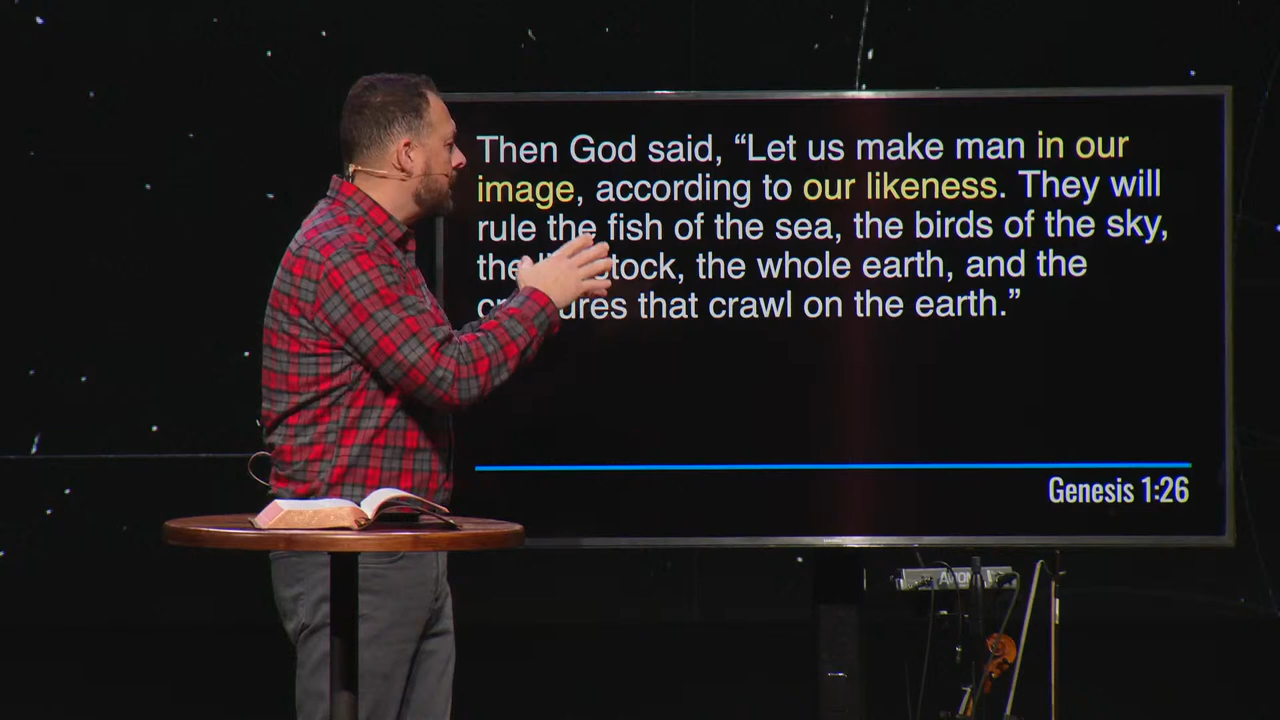 Then God said, “Let us make man in our
image, according to our likeness. They will
rule the fish of the sea, the birds of the sky,
the stock, the whole earth, and the
creatures that crawl on the earth.”
Genesis 1:26